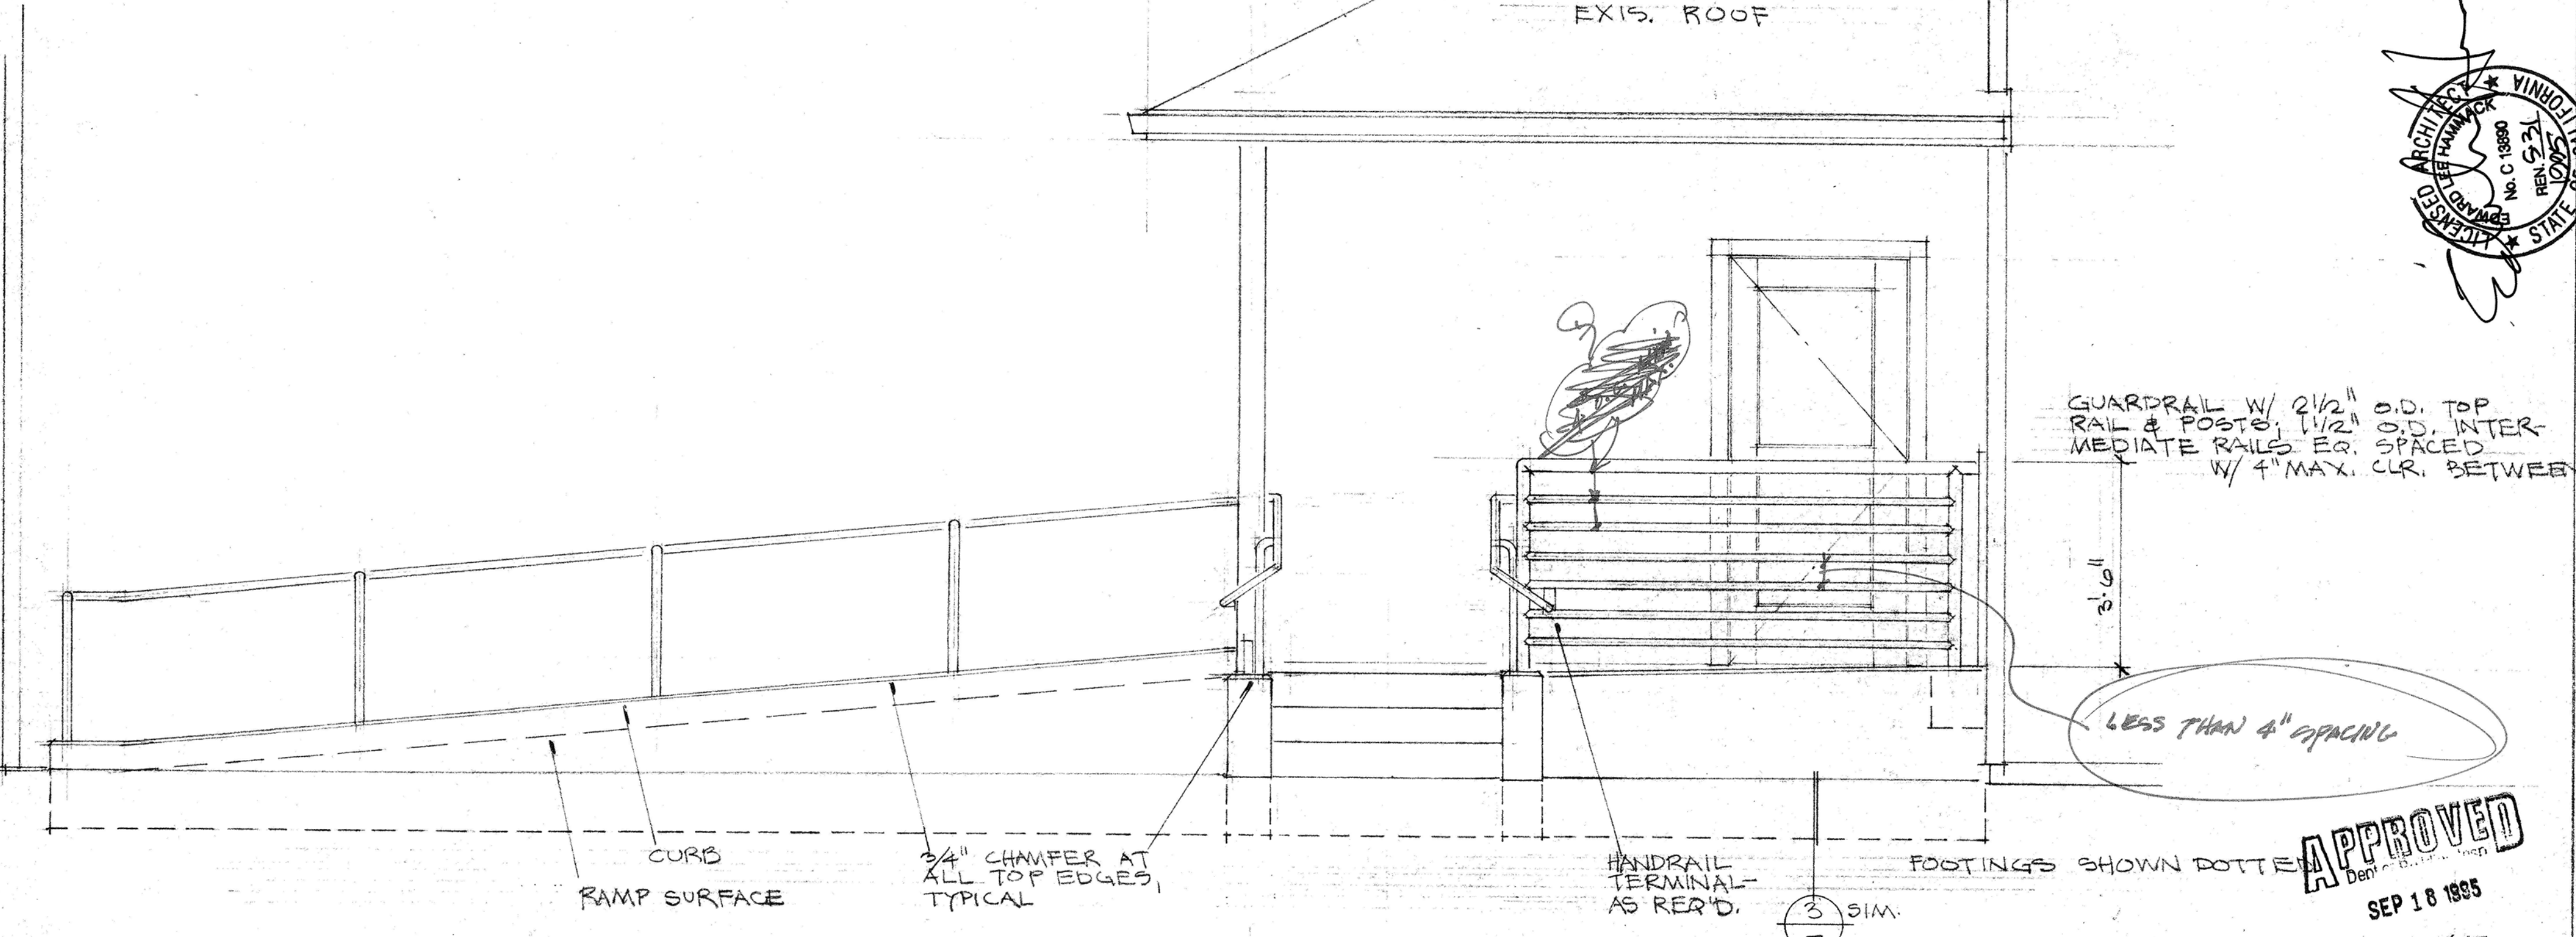 EXIS. ROOF
LICENSED ARCHITECT
STATE OF CALIFORNIA
EDWARD LEE HAMMACK
No. C 13890
REN.
GUARDRAIL W/ 2 1/2" O.D. TOP
RAIL & POSTS; 1 1/2" O.D. INTER-
MEDIATE RAILS EQ. SPACED
W/ 4" MAX. CLR. BETWEEN
3'-6"
LESS THAN 4" SPACING
CURB
RAMP SURFACE
3/4" CHAMFER AT
ALL TOP EDGES,
TYPICAL
HANDRAIL
TERMINAL-
AS REQ'D.
3 SIM.
FOOTINGS SHOWN DOTTED
APPROVED
SEP 18 1995